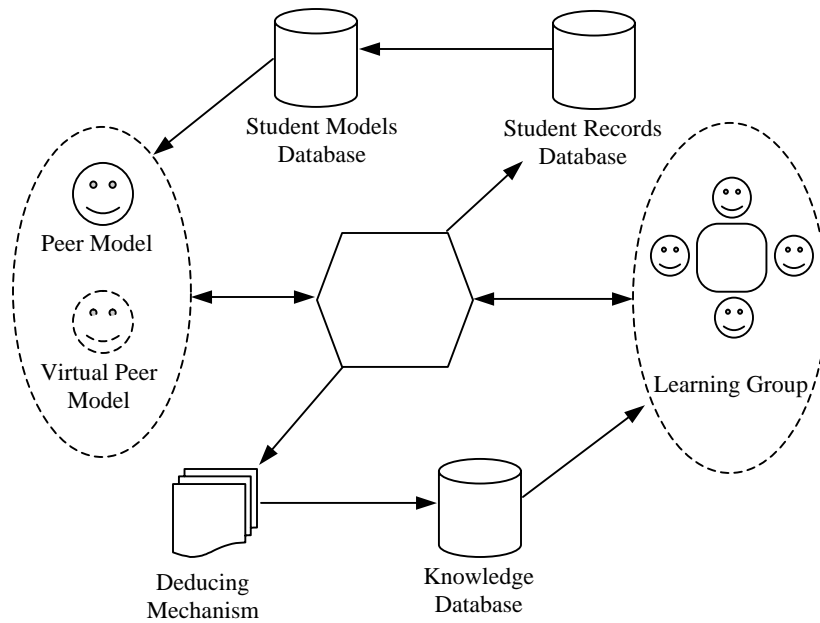 Student Models
Database
Student Records
Database
Peer Model
Virtual Peer
Model
Learning Group
Deducing
Mechanism
Knowledge
Database